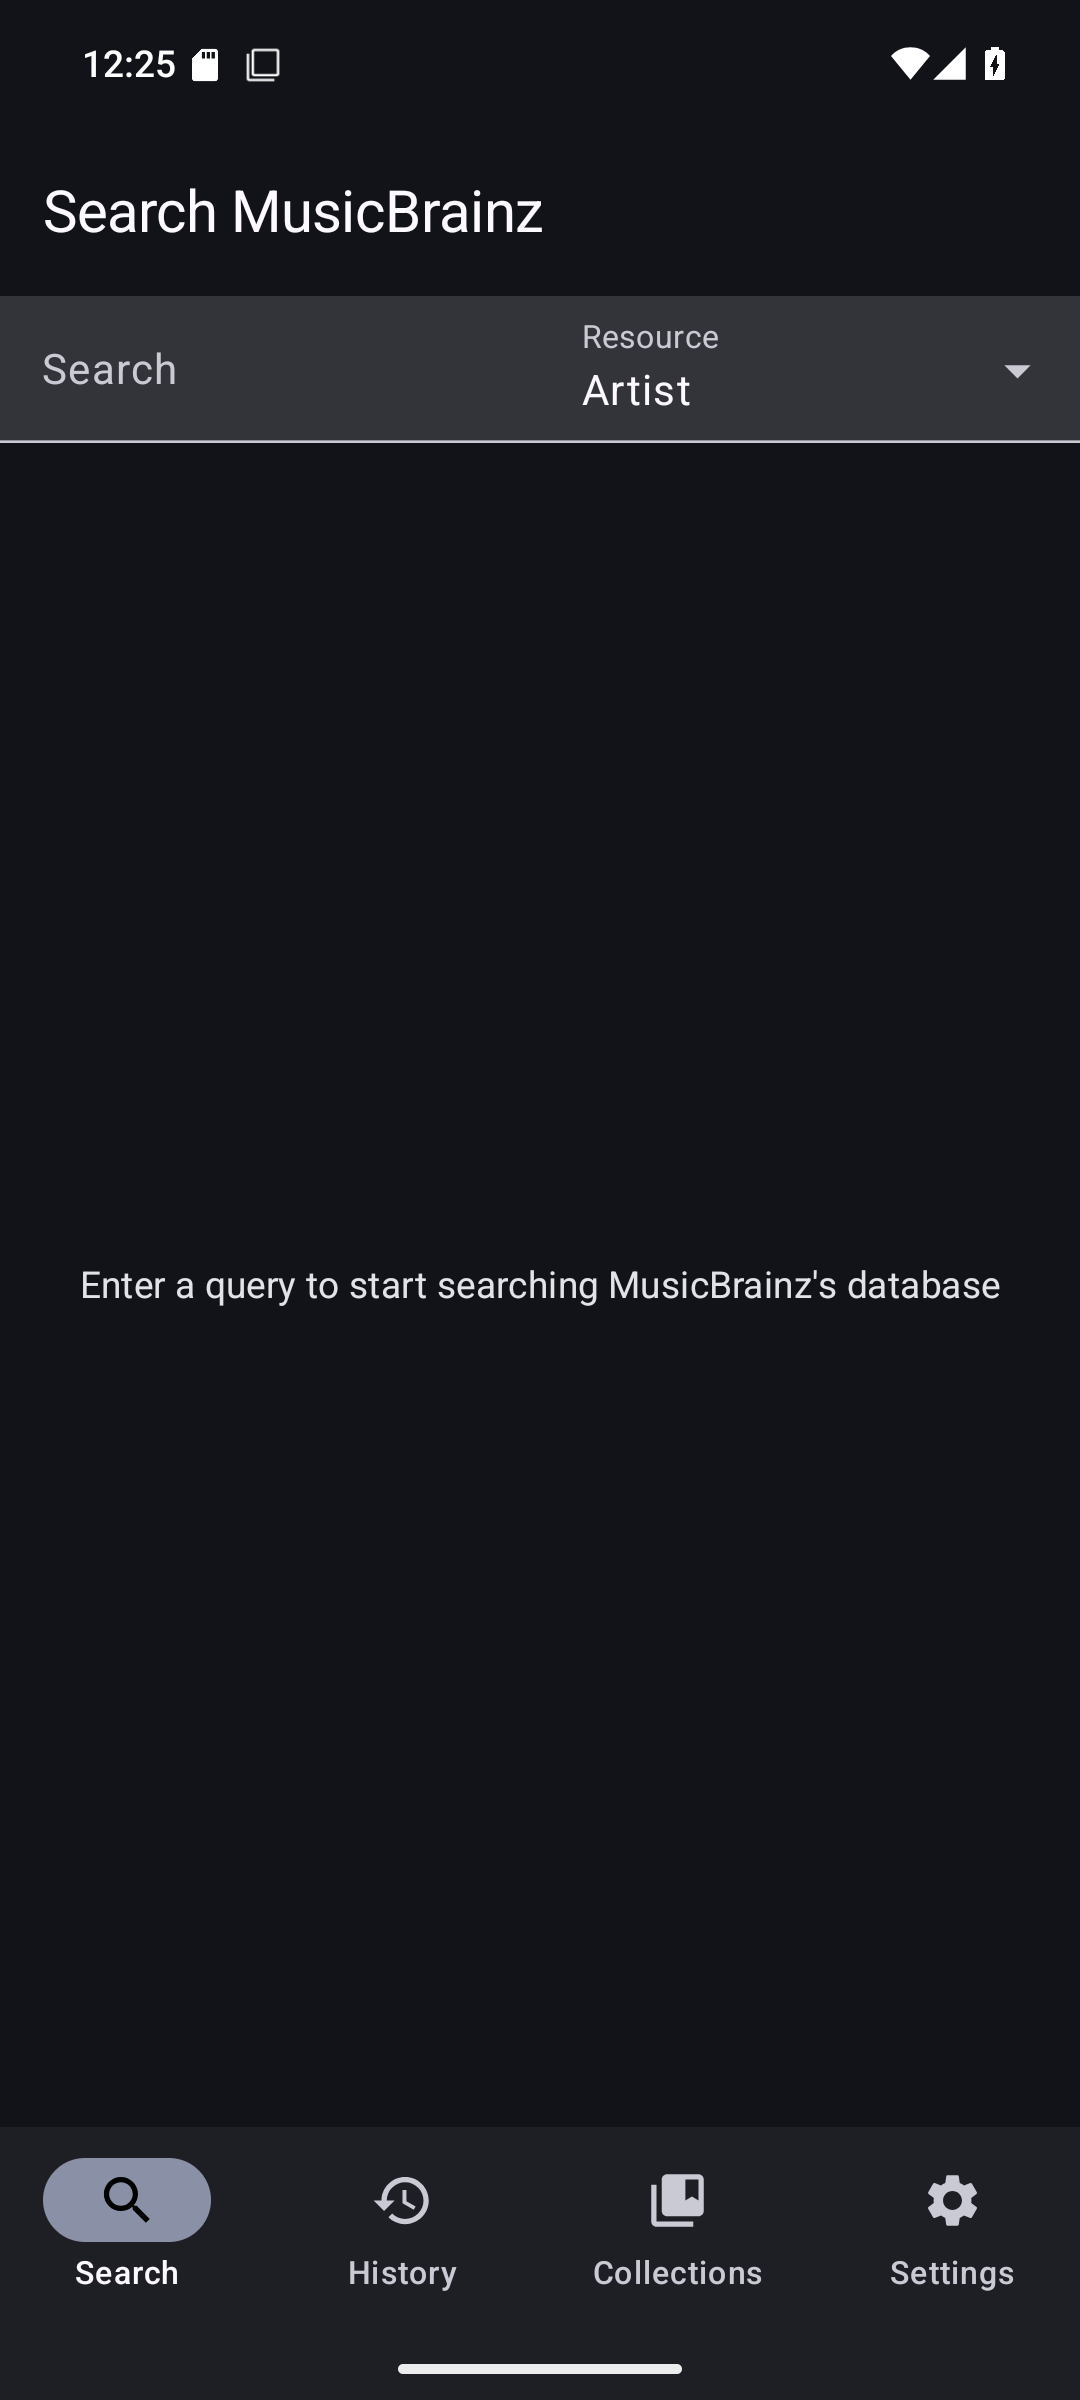 12:25
Search MusicBrainz
Search
Resource
Artist
Enter a query to start searching MusicBrainz's database
Search
History
Collections
Settings